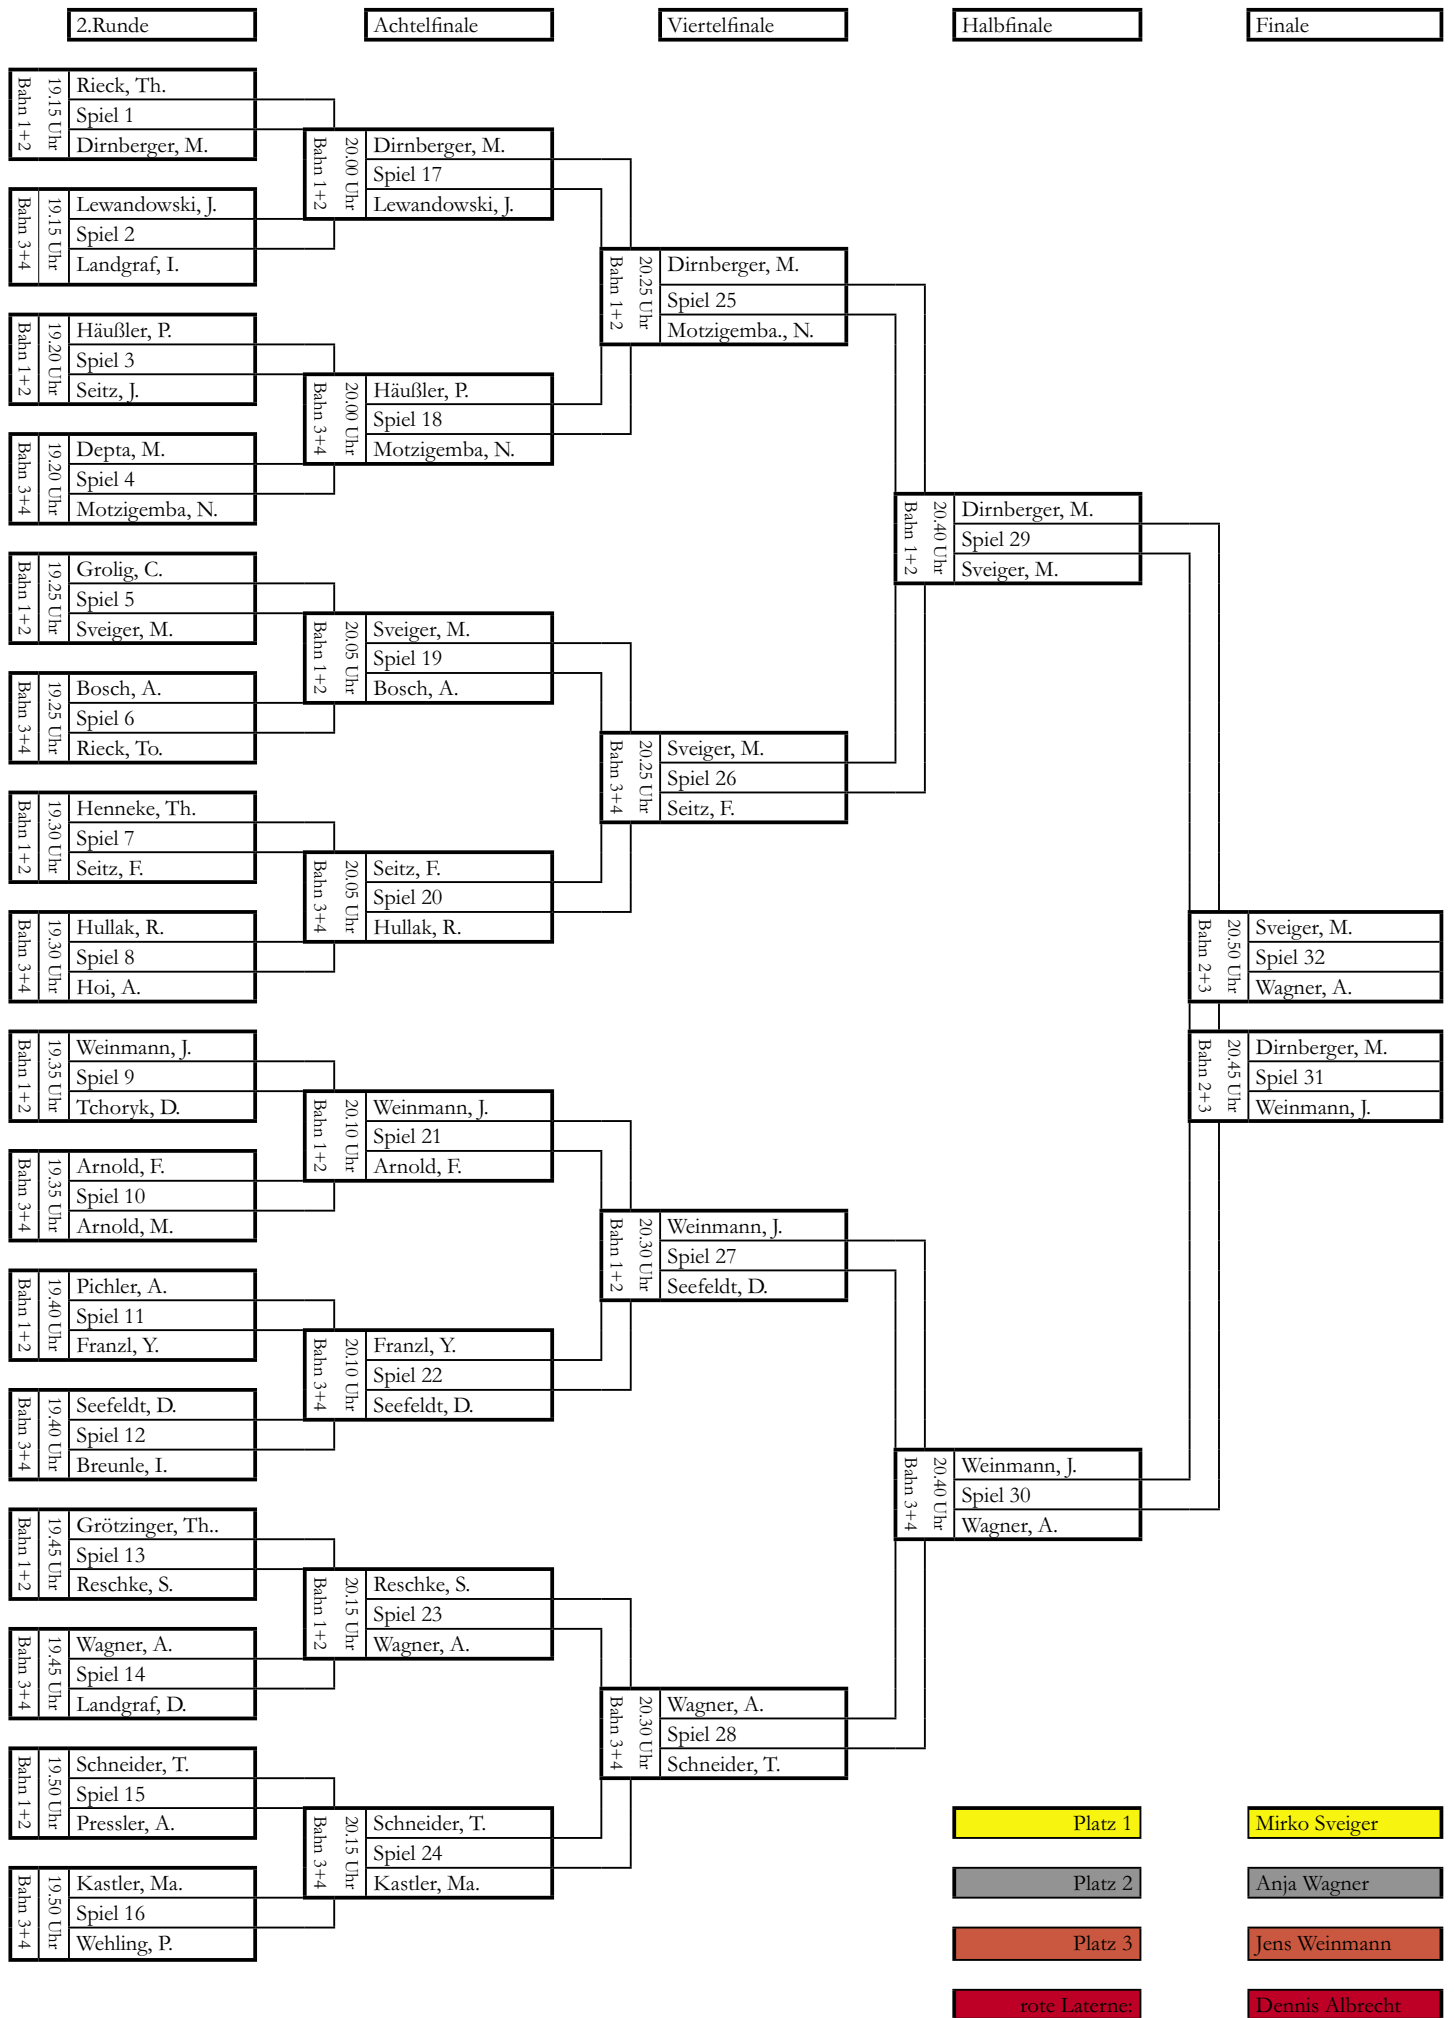 2.Runde
Achtelfinale
Viertelfinale
Halbfinale
Finale
Bahn 1+2
19.15 Uhr
Rieck, Th.
Spiel 1
Dirnberger, M.
Bahn 3+4
19.15 Uhr
Lewandowski, J.
Spiel 2
Landgraf, I.
Bahn 1+2
19.20 Uhr
Häußler, P.
Spiel 3
Seitz, J.
Bahn 3+4
19.20 Uhr
Depta, M.
Spiel 4
Motzigemba, N.
Bahn 1+2
19.25 Uhr
Grolig, C.
Spiel 5
Sveiger, M.
Bahn 3+4
19.25 Uhr
Bosch, A.
Spiel 6
Rieck, To.
Bahn 1+2
19.30 Uhr
Henneke, Th.
Spiel 7
Seitz, F.
Bahn 3+4
19.30 Uhr
Hullak, R.
Spiel 8
Hoi, A.
Bahn 1+2
19.35 Uhr
Weinmann, J.
Spiel 9
Tchoryk, D.
Bahn 3+4
19.35 Uhr
Arnold, F.
Spiel 10
Arnold, M.
Bahn 1+2
19.40 Uhr
Pichler, A.
Spiel 11
Franzl, Y.
Bahn 3+4
19.40 Uhr
Seefeldt, D.
Spiel 12
Breunle, I.
Bahn 1+2
19.45 Uhr
Grötzinger, Th..
Spiel 13
Reschke, S.
Bahn 3+4
19.45 Uhr
Wagner, A.
Spiel 14
Landgraf, D.
Bahn 1+2
19.50 Uhr
Schneider, T.
Spiel 15
Pressler, A.
Bahn 3+4
19.50 Uhr
Kastler, Ma.
Spiel 16
Wehling, P.
Bahn 1+2
20.00 Uhr
Dirnberger, M.
Spiel 17
Lewandowski, J.
Bahn 3+4
20.00 Uhr
Häußler, P.
Spiel 18
Motzigemba, N.
Bahn 1+2
20.05 Uhr
Sveiger, M.
Spiel 19
Bosch, A.
Bahn 3+4
20.05 Uhr
Seitz, F.
Spiel 20
Hullak, R.
Bahn 1+2
20.10 Uhr
Weinmann, J.
Spiel 21
Arnold, F.
Bahn 3+4
20.10 Uhr
Franzl, Y.
Spiel 22
Seefeldt, D.
Bahn 1+2
20.15 Uhr
Reschke, S.
Spiel 23
Wagner, A.
Bahn 3+4
20.15 Uhr
Schneider, T.
Spiel 24
Kastler, Ma.
Bahn 1+2
20.25 Uhr
Dirnberger, M.
Spiel 25
Motzigemba., N.
Bahn 3+4
20.25 Uhr
Sveiger, M.
Spiel 26
Seitz, F.
Bahn 1+2
20.30 Uhr
Weinmann, J.
Spiel 27
Seefeldt, D.
Bahn 3+4
20.30 Uhr
Wagner, A.
Spiel 28
Schneider, T.
Bahn 1+2
20.40 Uhr
Dirnberger, M.
Spiel 29
Sveiger, M.
Bahn 3+4
20.40 Uhr
Weinmann, J.
Spiel 30
Wagner, A.
Bahn 2+3
20.50 Uhr
Sveiger, M.
Spiel 32
Wagner, A.
Bahn 2+3
20.45 Uhr
Dirnberger, M.
Spiel 31
Weinmann, J.
Platz 1
Mirko Sveiger
Platz 2
Anja Wagner
Platz 3
Jens Weinmann
rote Laterne:
Dennis Albrecht